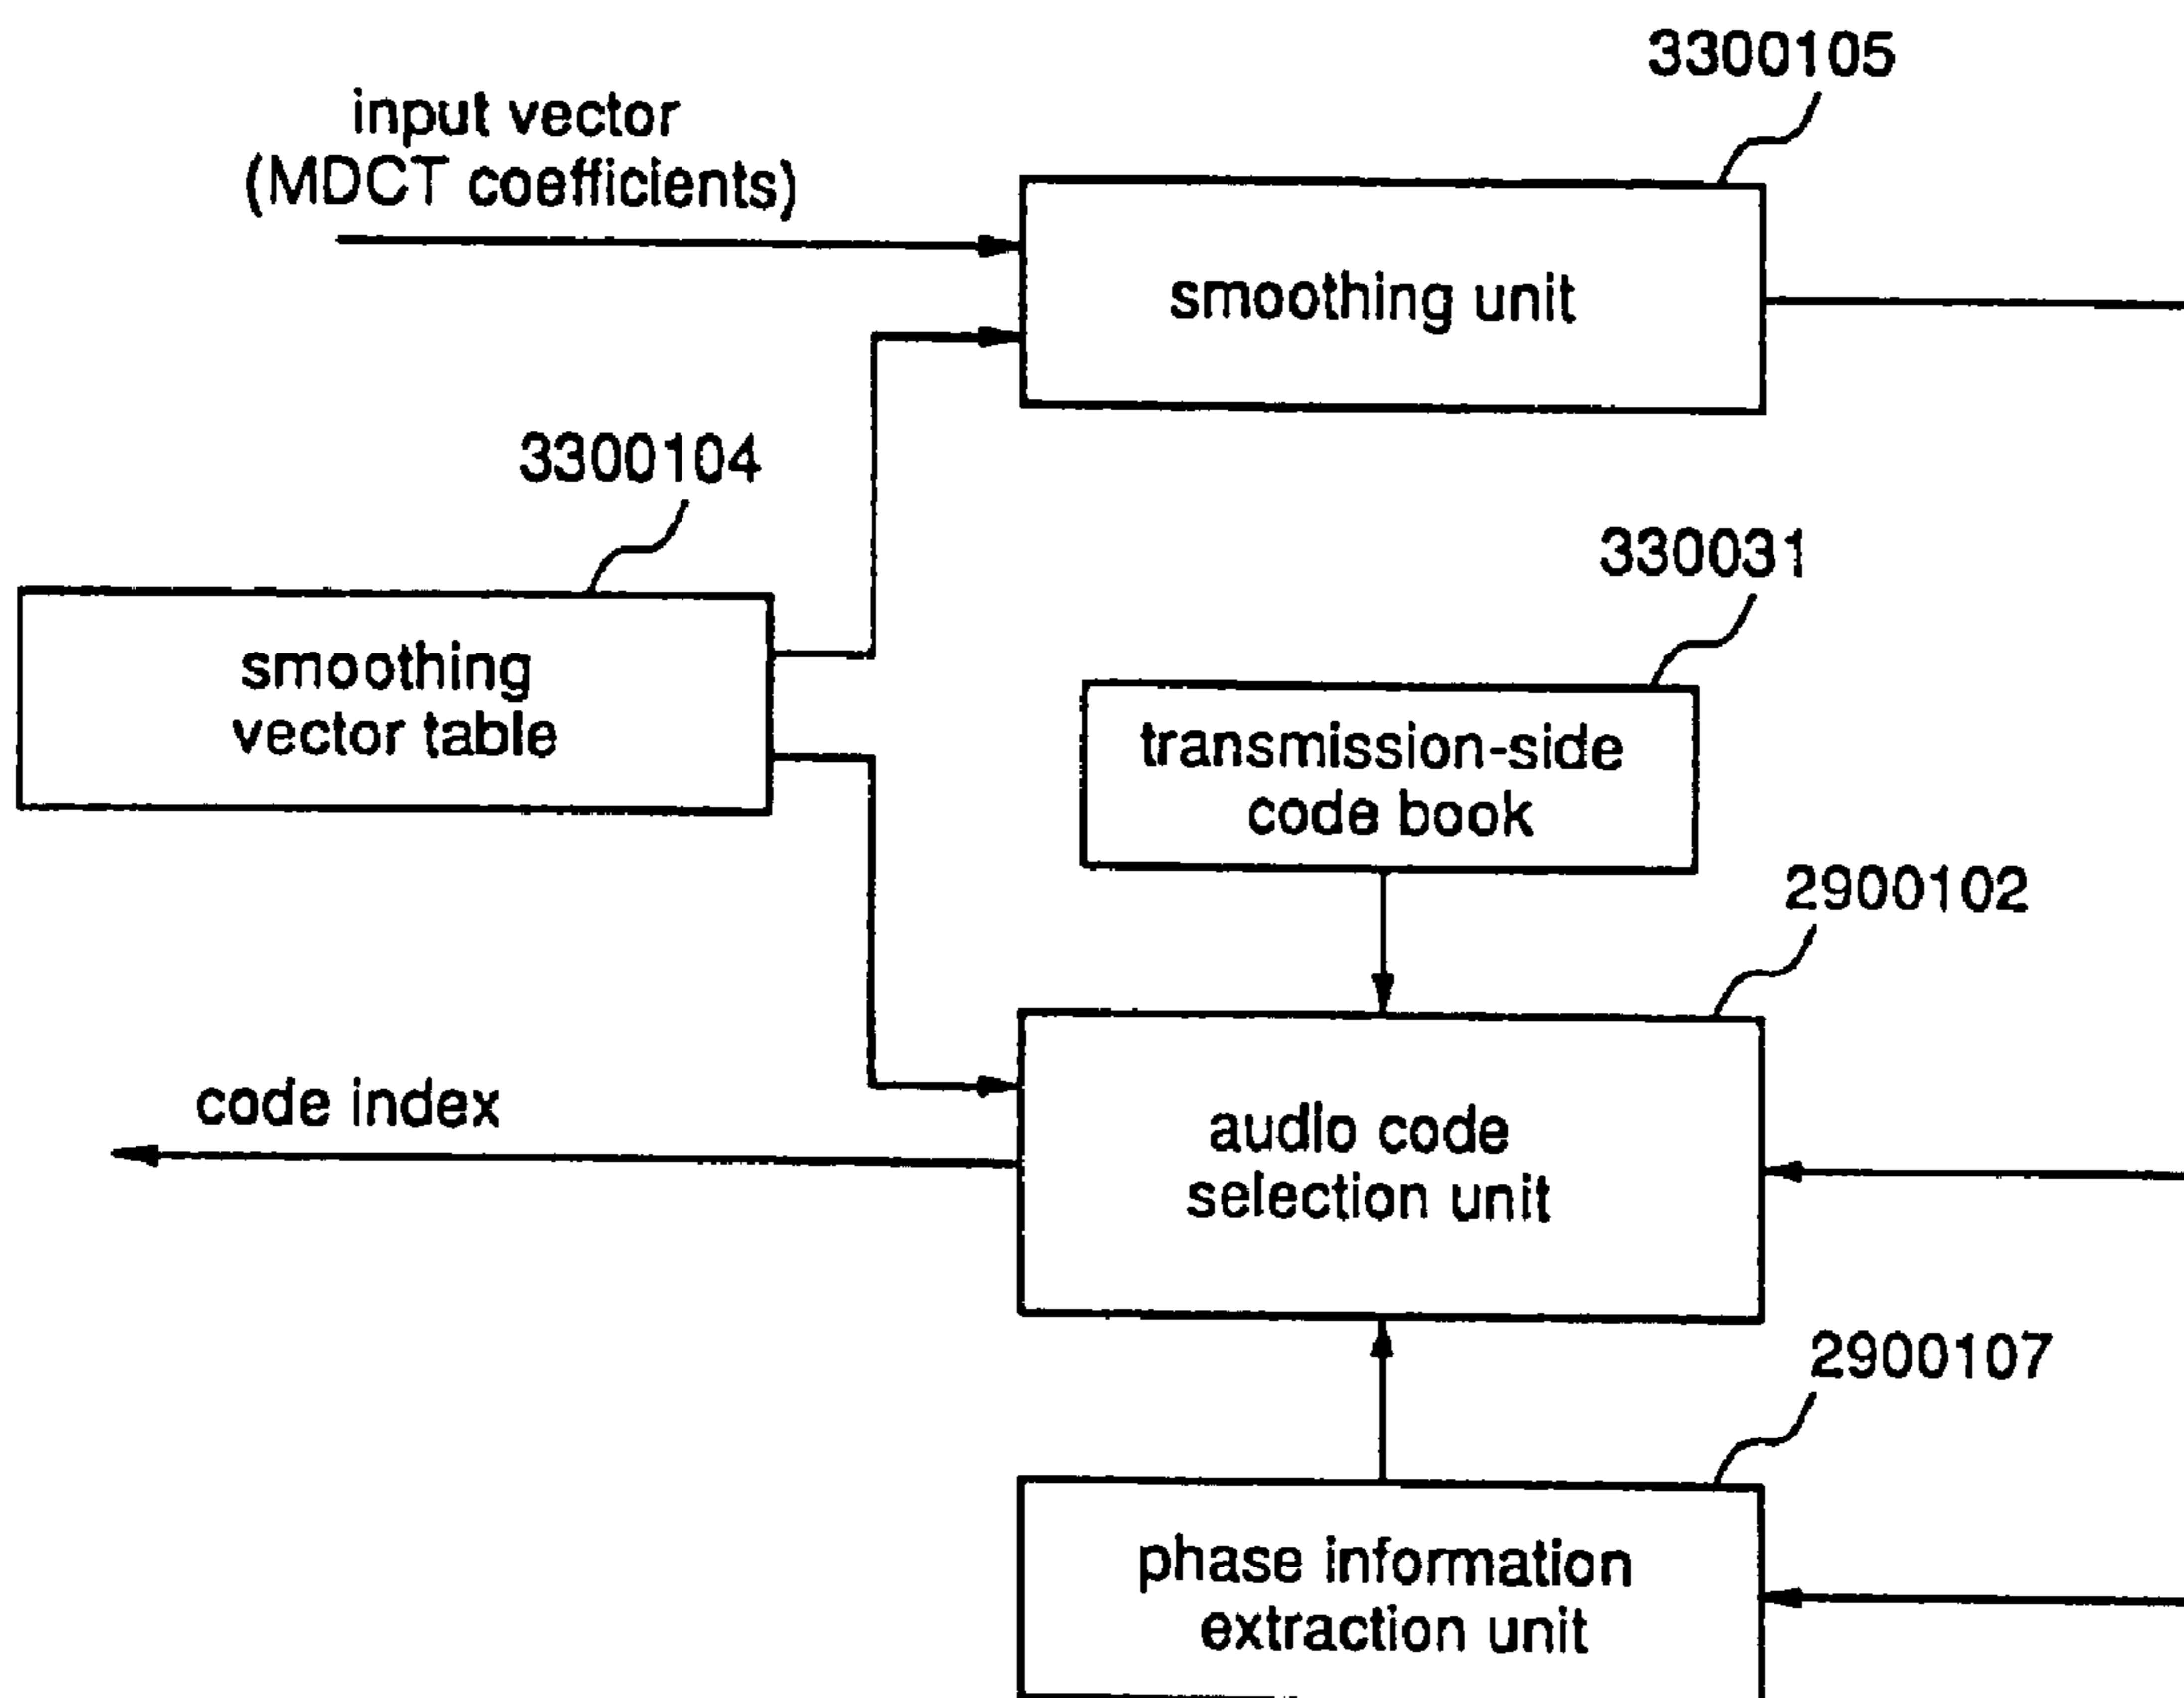 3300105
input vector
(MDCT coefficients)
smoothing unit
3300104
330031
smoothing
vector table
transmission-side
code book
2900102
code index
audio code
selection unit
2900107
phase information
extraction unit